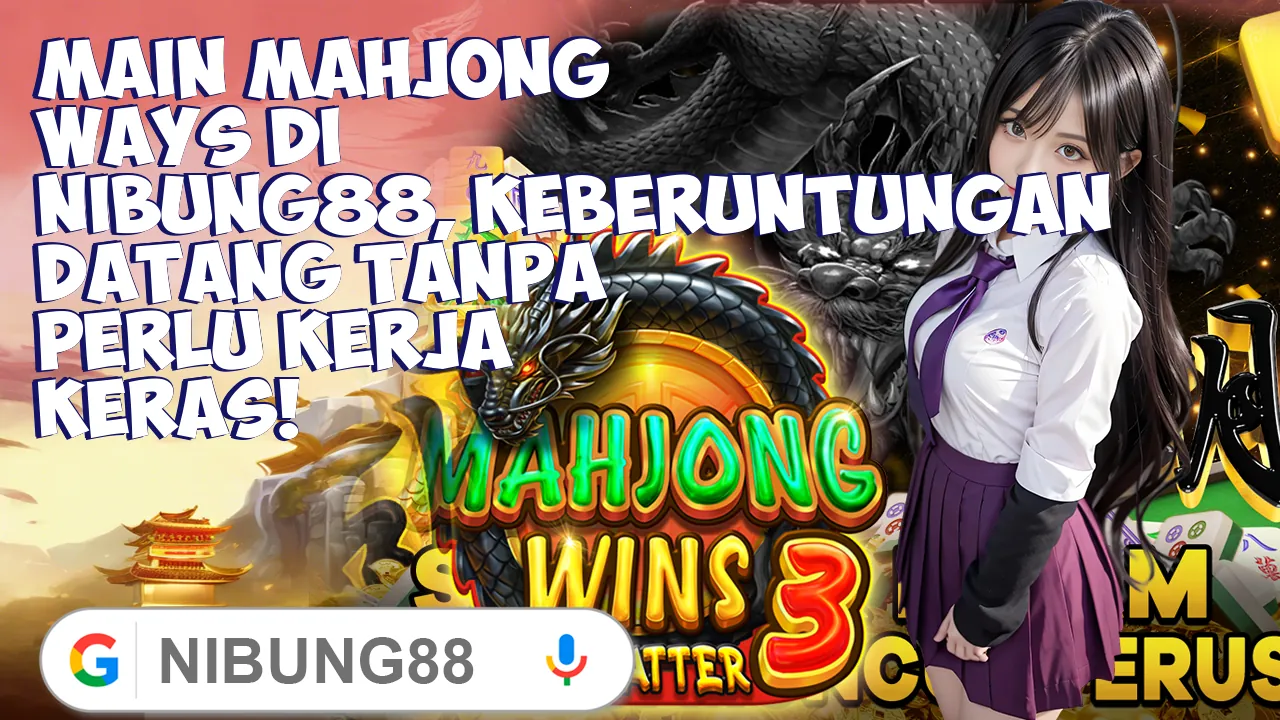 MAIN MAHJONG
WAYS DI
NIBUNG88, KEBERUNTUNGAN
DATANG TANPA
PERLU KERJA
KERAS!
MAHJONG
WINS 3
NIBUNG88